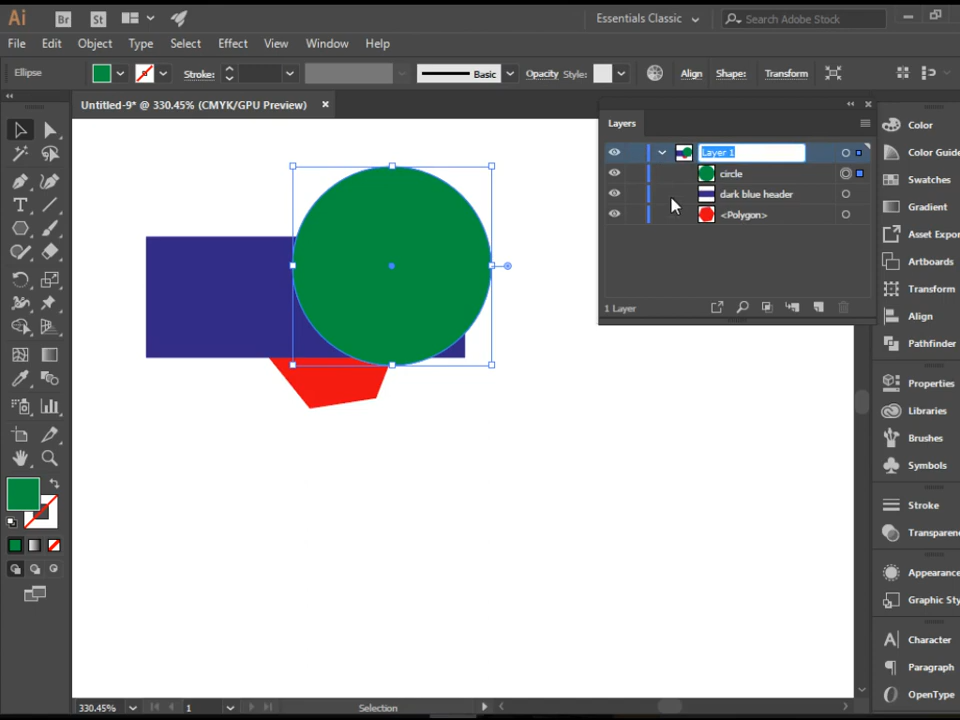 Ai Br St Essentials Classic Search Adobe Stock
File Edit Object Type Select Effect View Window Help
Ellipse Stroke: Basic Opacity Style: Align Shape: Transform
Untitled-9* @ 330.45% (CMYK/GPU Preview)
Layers
Layer 1
circle
dark blue header
<Polygon>
1 Layer
Color
Color Guide
Swatches
Gradient
Asset Expor
Artboards
Transform
Align
Pathfinder
Properties
Libraries
Brushes
Symbols
Stroke
Transparenc
Appearance
Graphic Sty
Character
Paragraph
OpenType
330.45% 1 Selection